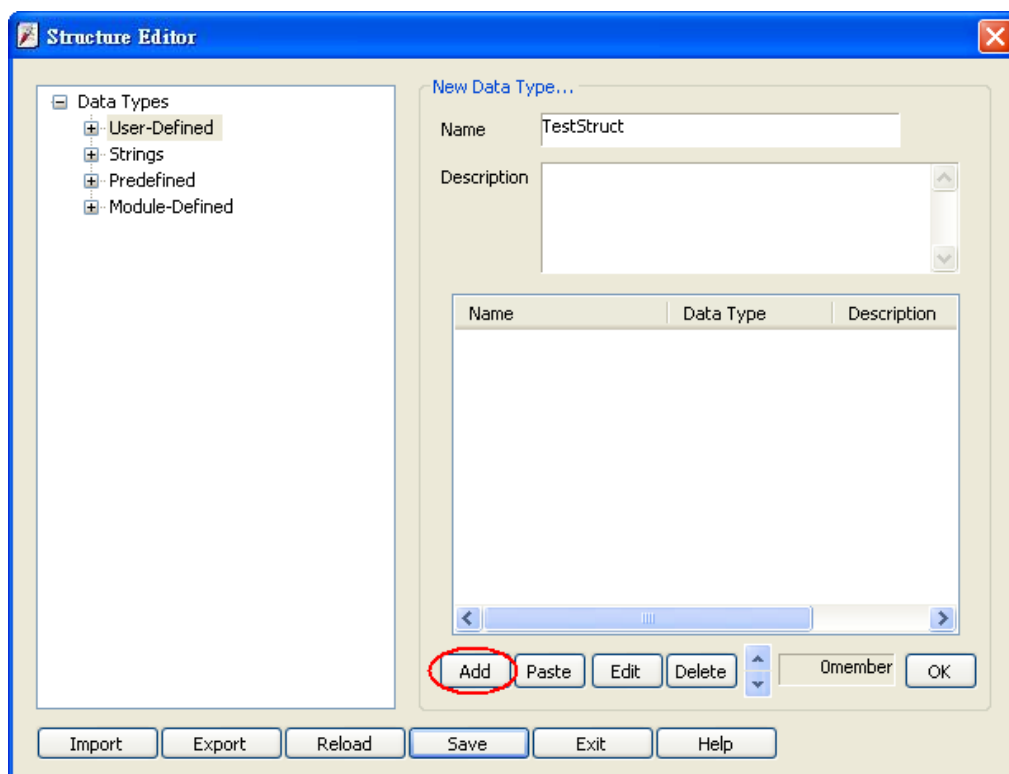 Structure Editor
Data Types
User-Defined
Strings
Predefined
Module-Defined
New Data Type...
Name TestStruct
Description
Name Data Type Description
Add Paste Edit Delete 0member OK
Import Export Reload Save Exit Help